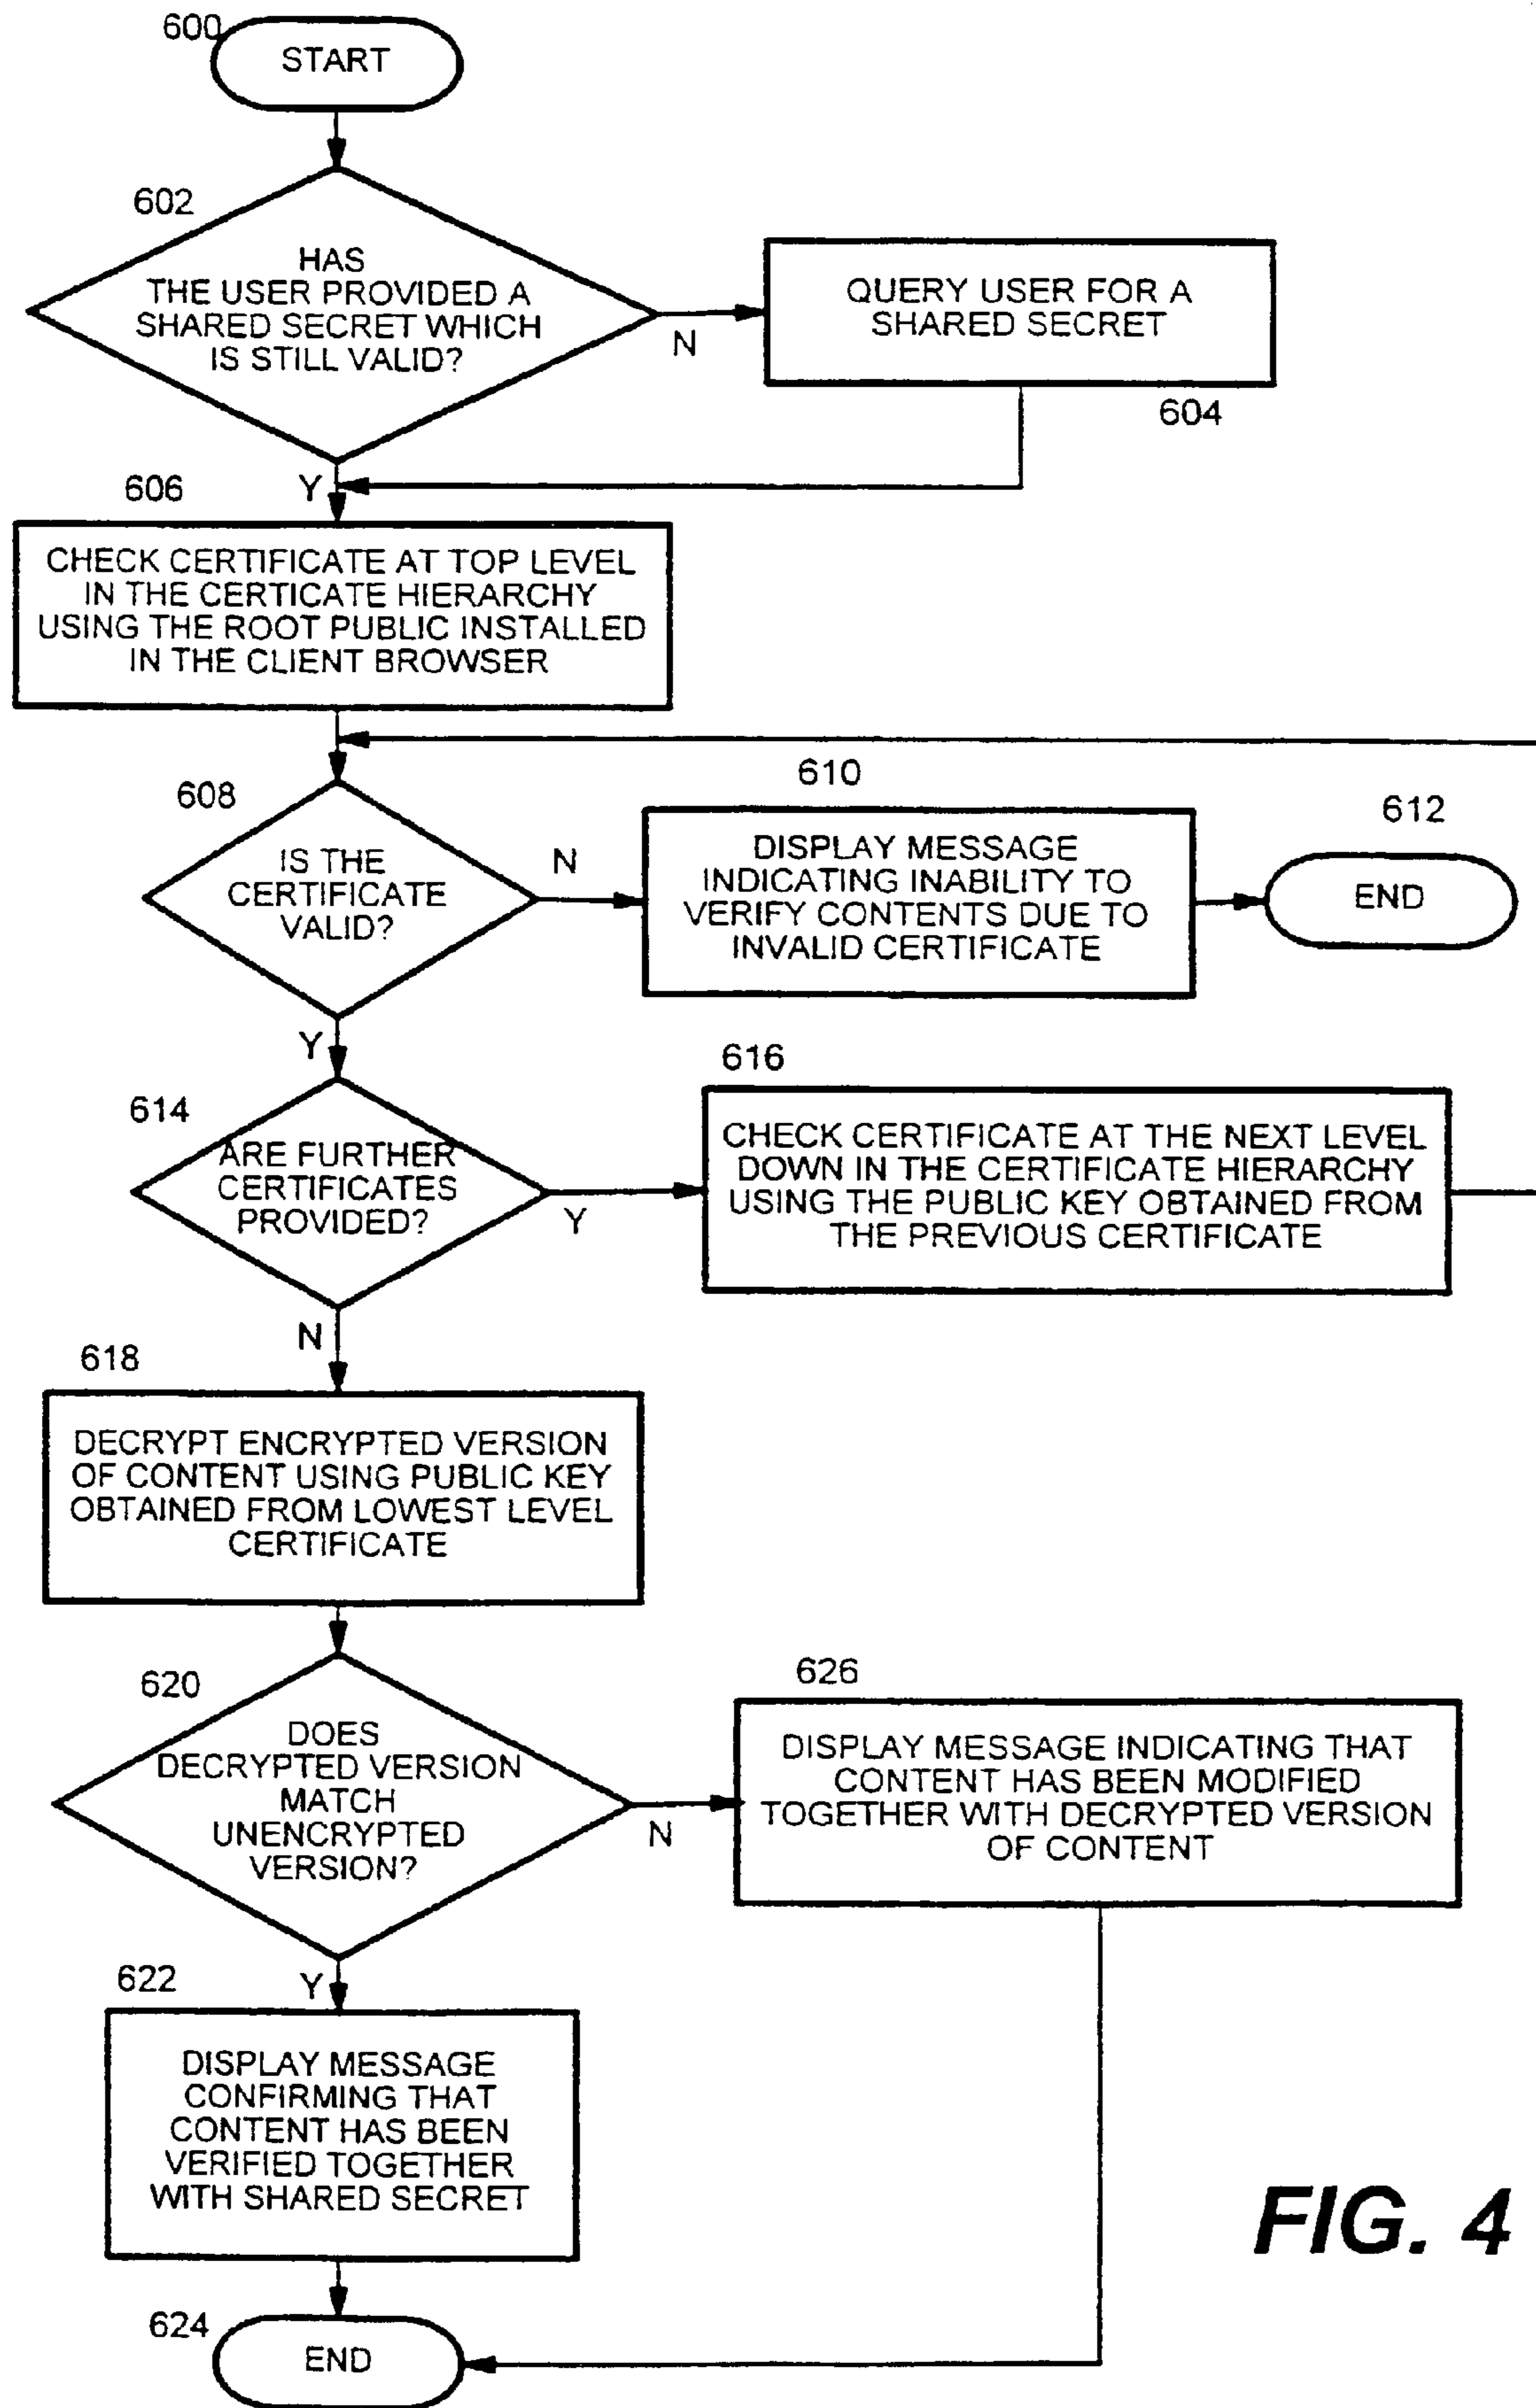 600
START
602
HAS
THE USER PROVIDED A
SHARED SECRET WHICH
IS STILL VALID?
N
QUERY USER FOR A
SHARED SECRET
604
Y
606
CHECK CERTIFICATE AT TOP LEVEL
IN THE CERTICATE HIERARCHY
USING THE ROOT PUBLIC INSTALLED
IN THE CLIENT BROWSER
608
IS THE
CERTIFICATE
VALID?
N
610
DISPLAY MESSAGE
INDICATING INABILITY TO
VERIFY CONTENTS DUE TO
INVALID CERTIFICATE
612
END
Y
614
ARE FURTHER
CERTIFICATES
PROVIDED?
Y
616
CHECK CERTIFICATE AT THE NEXT LEVEL
DOWN IN THE CERTIFICATE HIERARCHY
USING THE PUBLIC KEY OBTAINED FROM
THE PREVIOUS CERTIFICATE
N
618
DECRYPT ENCRYPTED VERSION
OF CONTENT USING PUBLIC KEY
OBTAINED FROM LOWEST LEVEL
CERTIFICATE
620
DOES
DECRYPTED VERSION
MATCH
UNENCRYPTED
VERSION?
N
626
DISPLAY MESSAGE INDICATING THAT
CONTENT HAS BEEN MODIFIED
TOGETHER WITH DECRYPTED VERSION
OF CONTENT
Y
622
DISPLAY MESSAGE
CONFIRMING THAT
CONTENT HAS BEEN
VERIFIED TOGETHER
WITH SHARED SECRET
624
END
FIG. 4